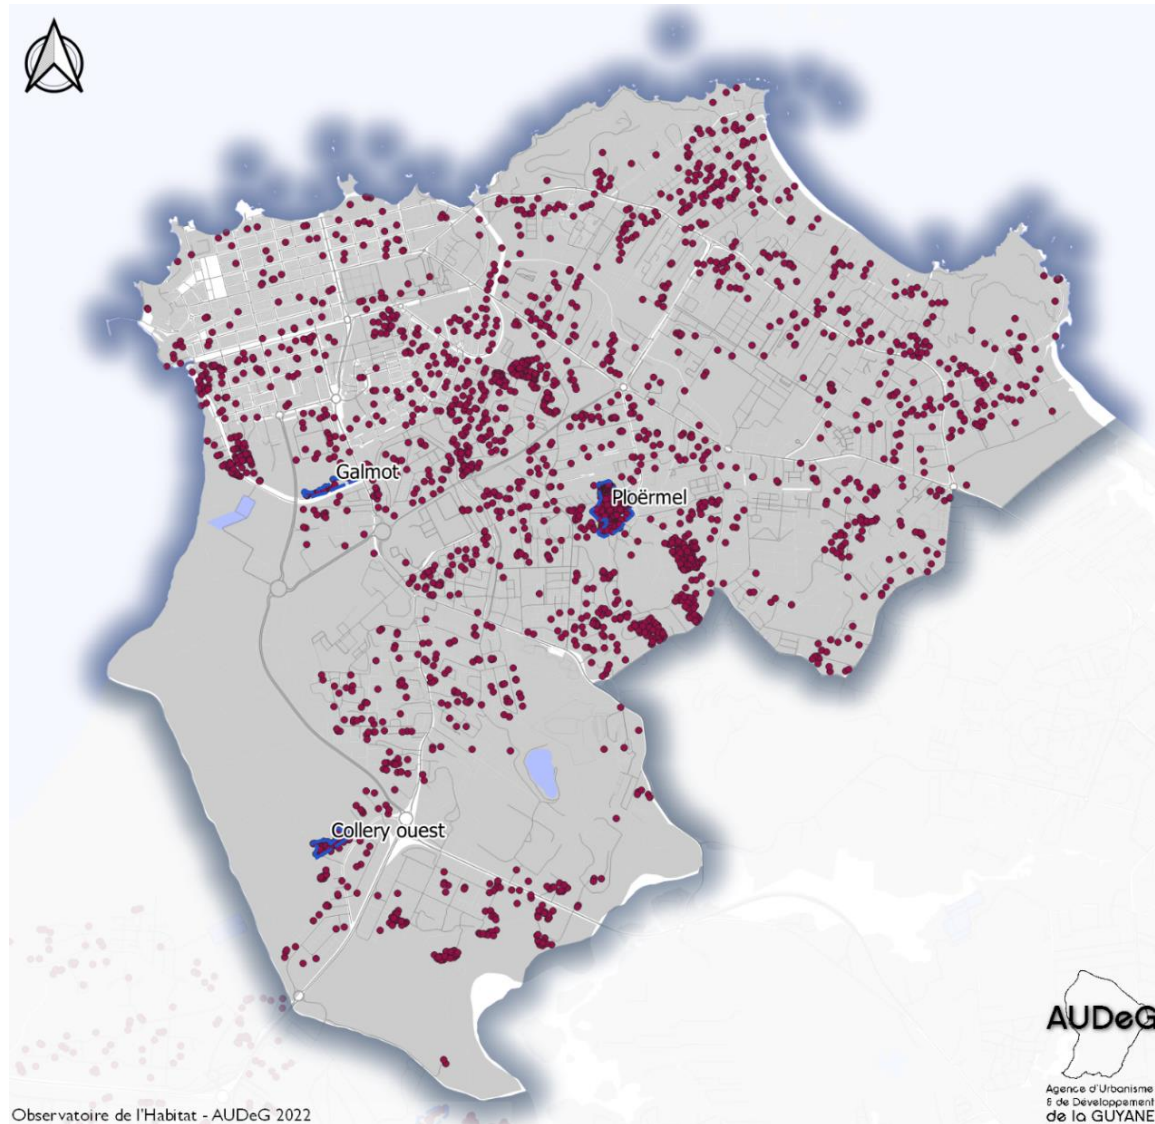 Galmot
Ploërmel
Collery ouest
AUDeG
Agence d'Urbanisme
& de Développement
de la GUYANE
Observatoire de l'Habitat - AUDeG 2022